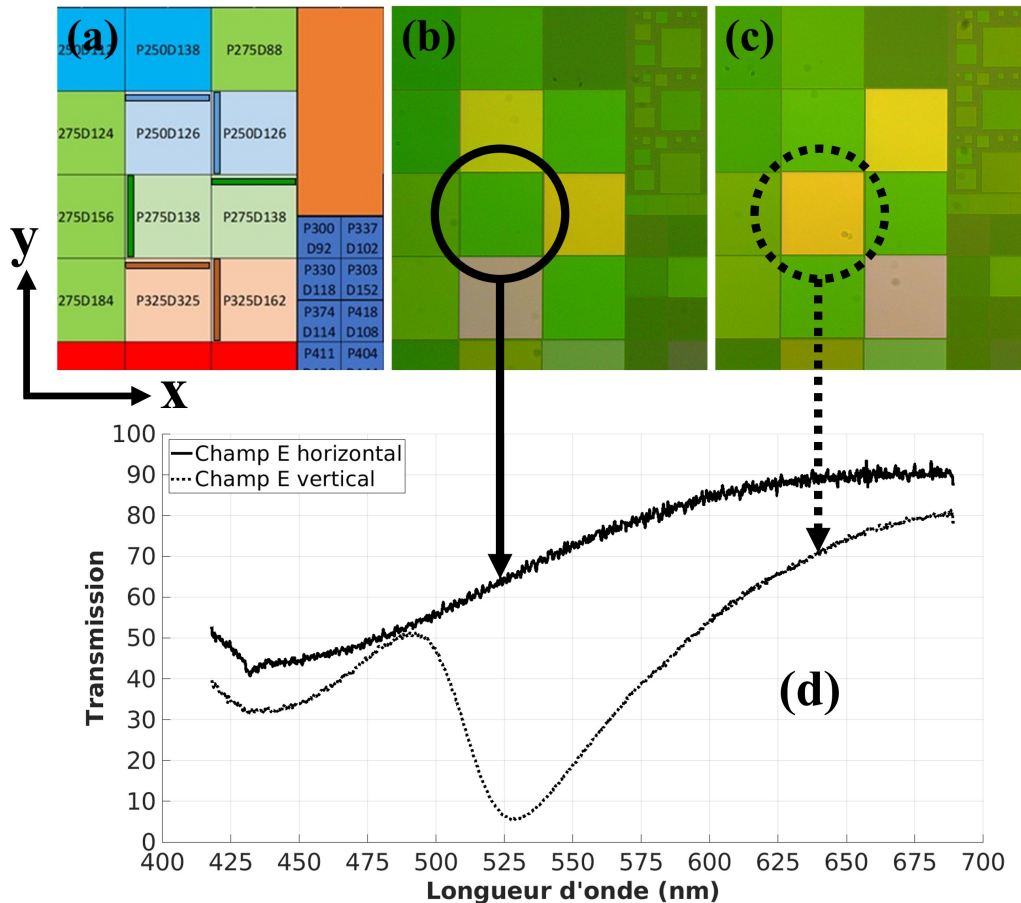 (a)
(b)
(c)
250D112 P250D138 P275D88
275D124 P250D126 P250D126
275D156 P275D138 P275D138
275D184 P325D325 P325D162
P300 P337
D92 D102
P330 P303
D118 D152
P374 P418
D114 D108
P411 P404
y
x
100
90
80
70
60
50
40
30
20
10
0
Transmission
Champ E horizontal
Champ E vertical
(d)
400 425 450 475 500 525 550 575 600 625 650 675 700
Longueur d'onde (nm)